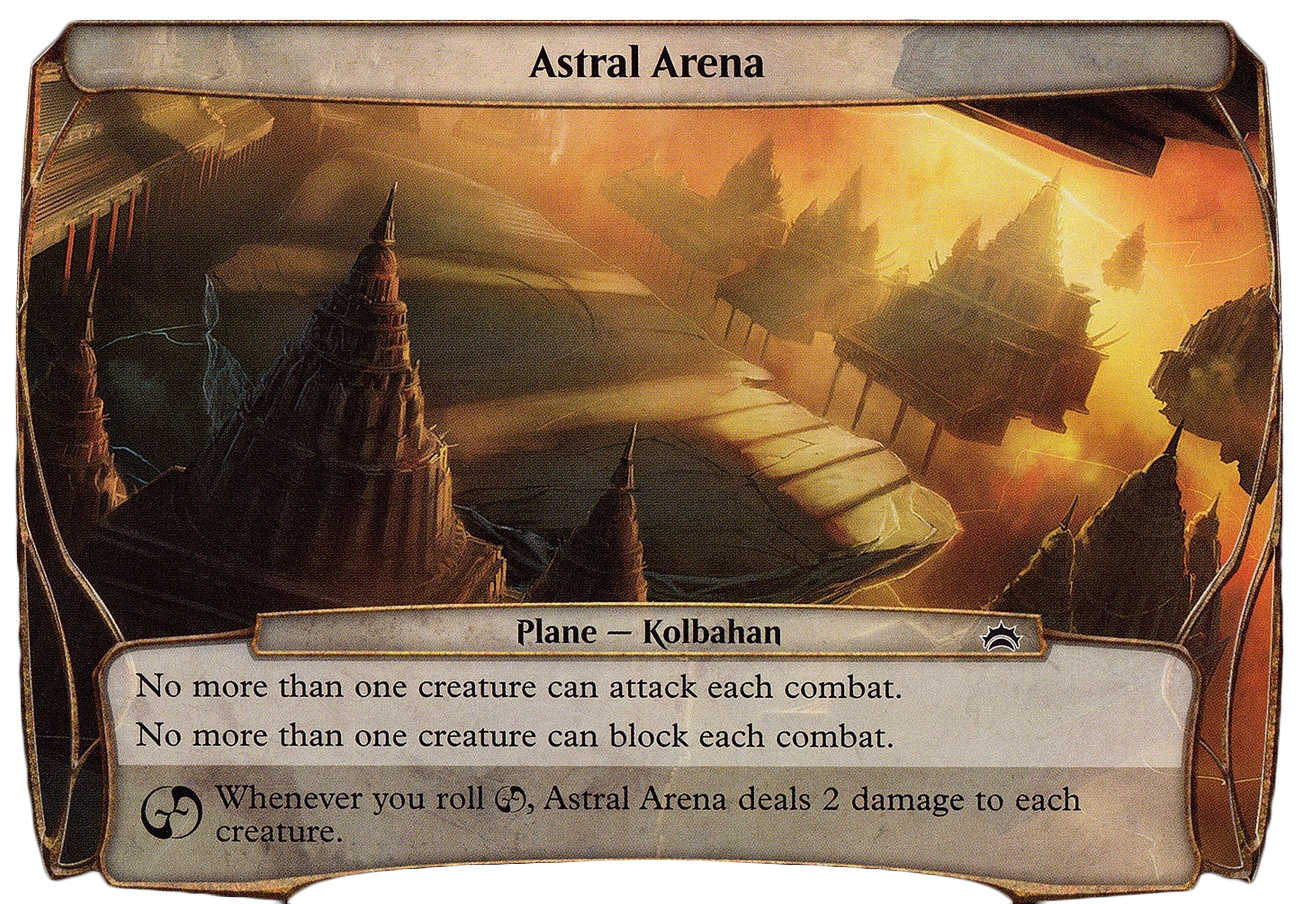 Astral Arena
Plane — Kolbahan
No more than one creature can attack each combat.
No more than one creature can block each combat.
Whenever you roll , Astral Arena deals 2 damage to each
creature.